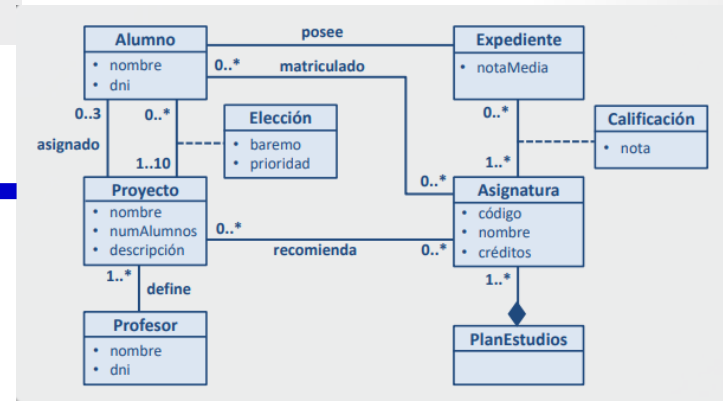 Alumno
• nombre
• dni
posee
Expediente
• notaMedia
0..*
matriculado
0..3
0..*
asignado
1..10
Elección
• baremo
• prioridad
0..*
1..*
Calificación
• nota
Proyecto
• nombre
• numAlumnos
• descripción
0..*
Asignatura
• código
• nombre
• créditos
0..*
recomienda
0..*
1..*
define
1..*
Profesor
• nombre
• dni
PlanEstudios